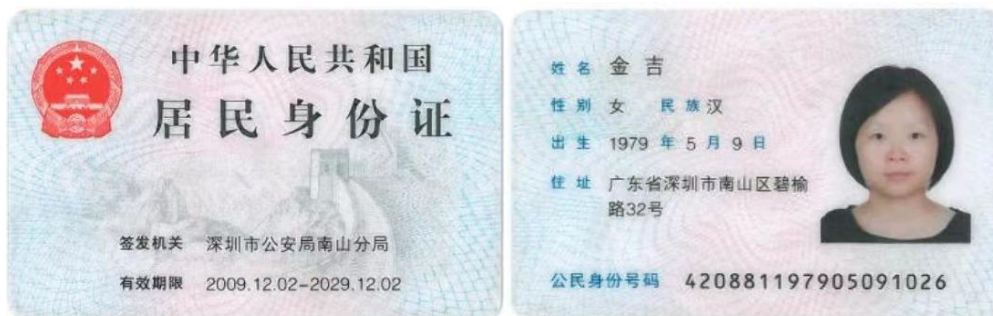 中华人民共和国
居民身份证
签发机关 深圳市公安局南山分局
有效期限 2009.12.02-2029.12.02
姓名 金吉
性别 女 民族 汉
出生 1979 年 5 月 9 日
住址 广东省深圳市南山区碧榆
路32号
公民身份号码 420881197905091026